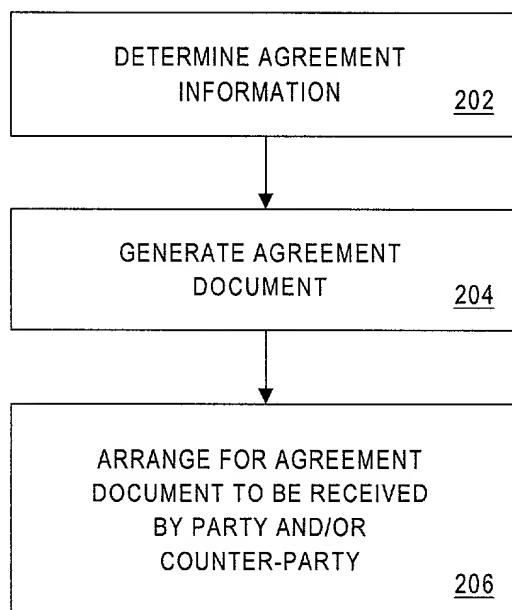 DETERMINE AGREEMENT
INFORMATION
202
GENERATE AGREEMENT
DOCUMENT
204
ARRANGE FOR AGREEMENT
DOCUMENT TO BE RECEIVED
BY PARTY AND/OR
COUNTER-PARTY
206